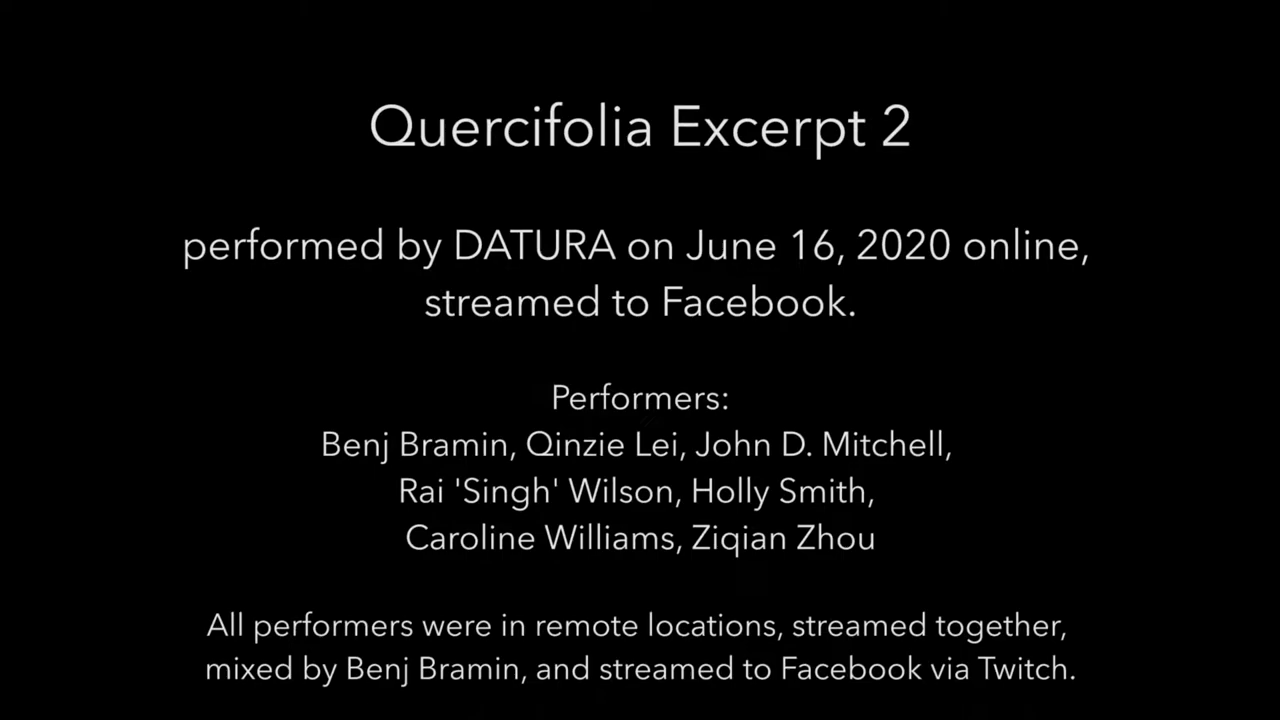 Quercifolia Excerpt 2
performed by DATURA on June 16, 2020 online,
streamed to Facebook.
Performers:
Benj Bramin, Qinzie Lei, John D. Mitchell,
Rai 'Singh' Wilson, Holly Smith,
Caroline Williams, Ziqian Zhou
All performers were in remote locations, streamed together,
mixed by Benj Bramin, and streamed to Facebook via Twitch.